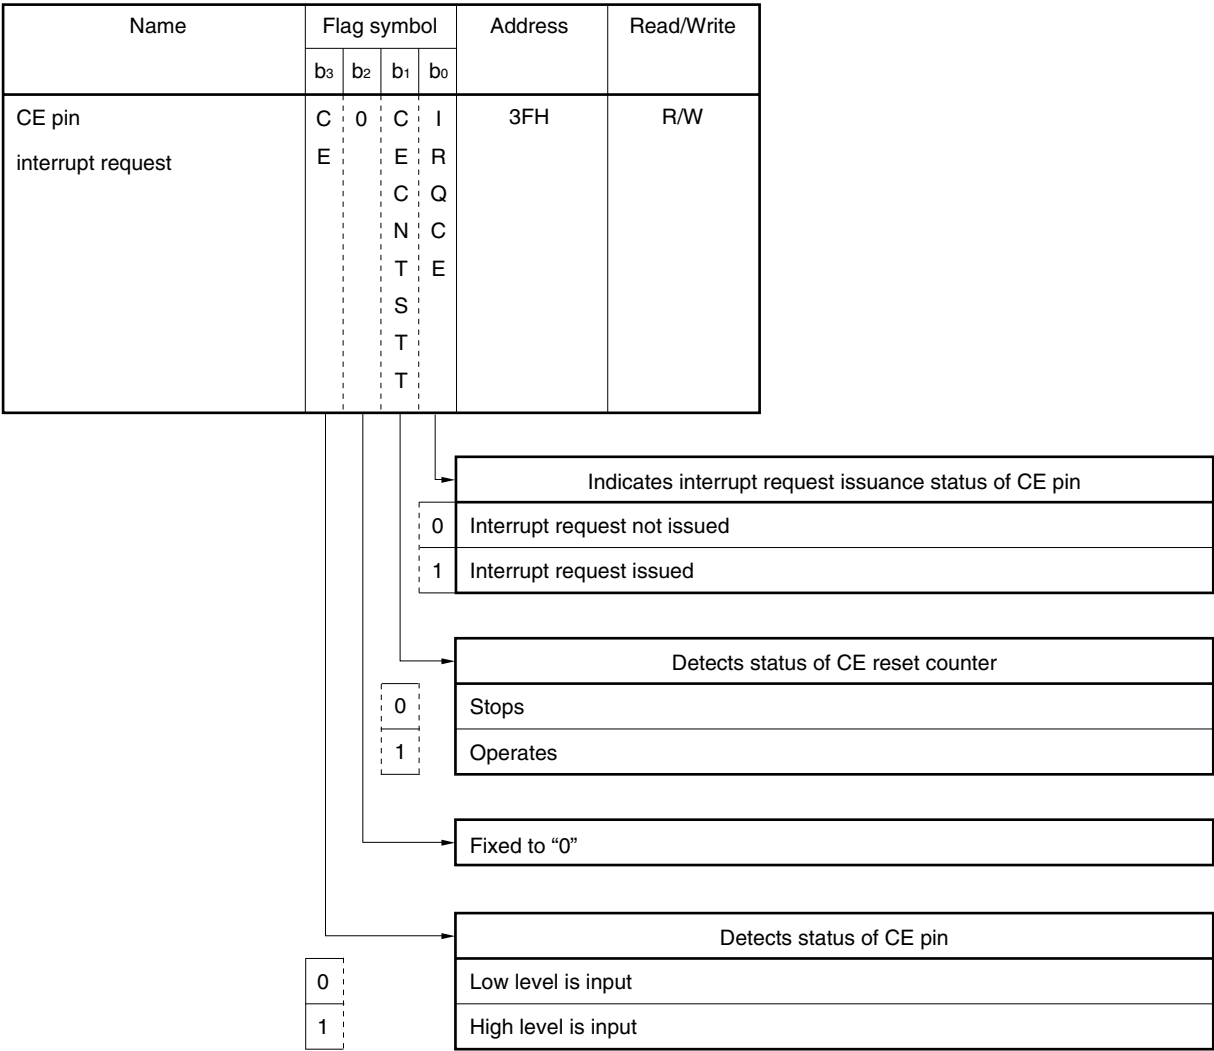 Name Flag symbol Address Read/Write
b3 b2 b1 b0
CE pin C 0 C I 3FH R/W
interrupt request E E R
C Q
N C
T E
S
T
T
Indicates interrupt request issuance status of CE pin
0 Interrupt request not issued
1 Interrupt request issued
Detects status of CE reset counter
0 Stops
1 Operates
Fixed to “0”
Detects status of CE pin
0 Low level is input
1 High level is input